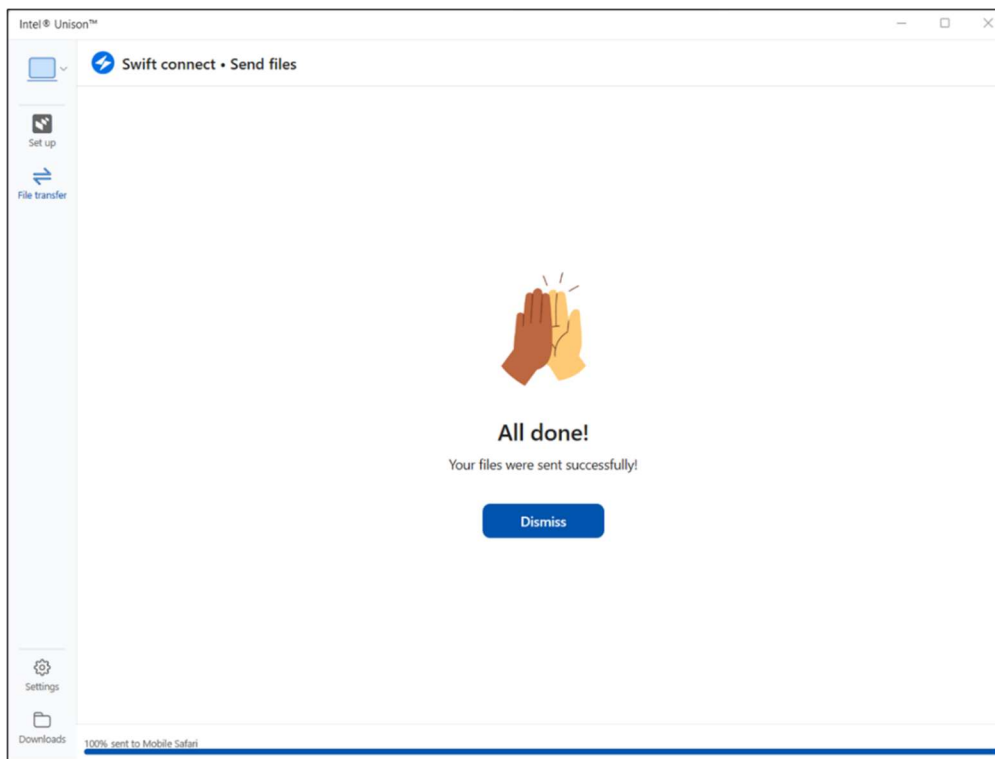 Intel® Unison™
Swift connect • Send files
Set up
File transfer
All done!
Your files were sent successfully!
Dismiss
Settings
Downloads
100% sent to Mobile Safari